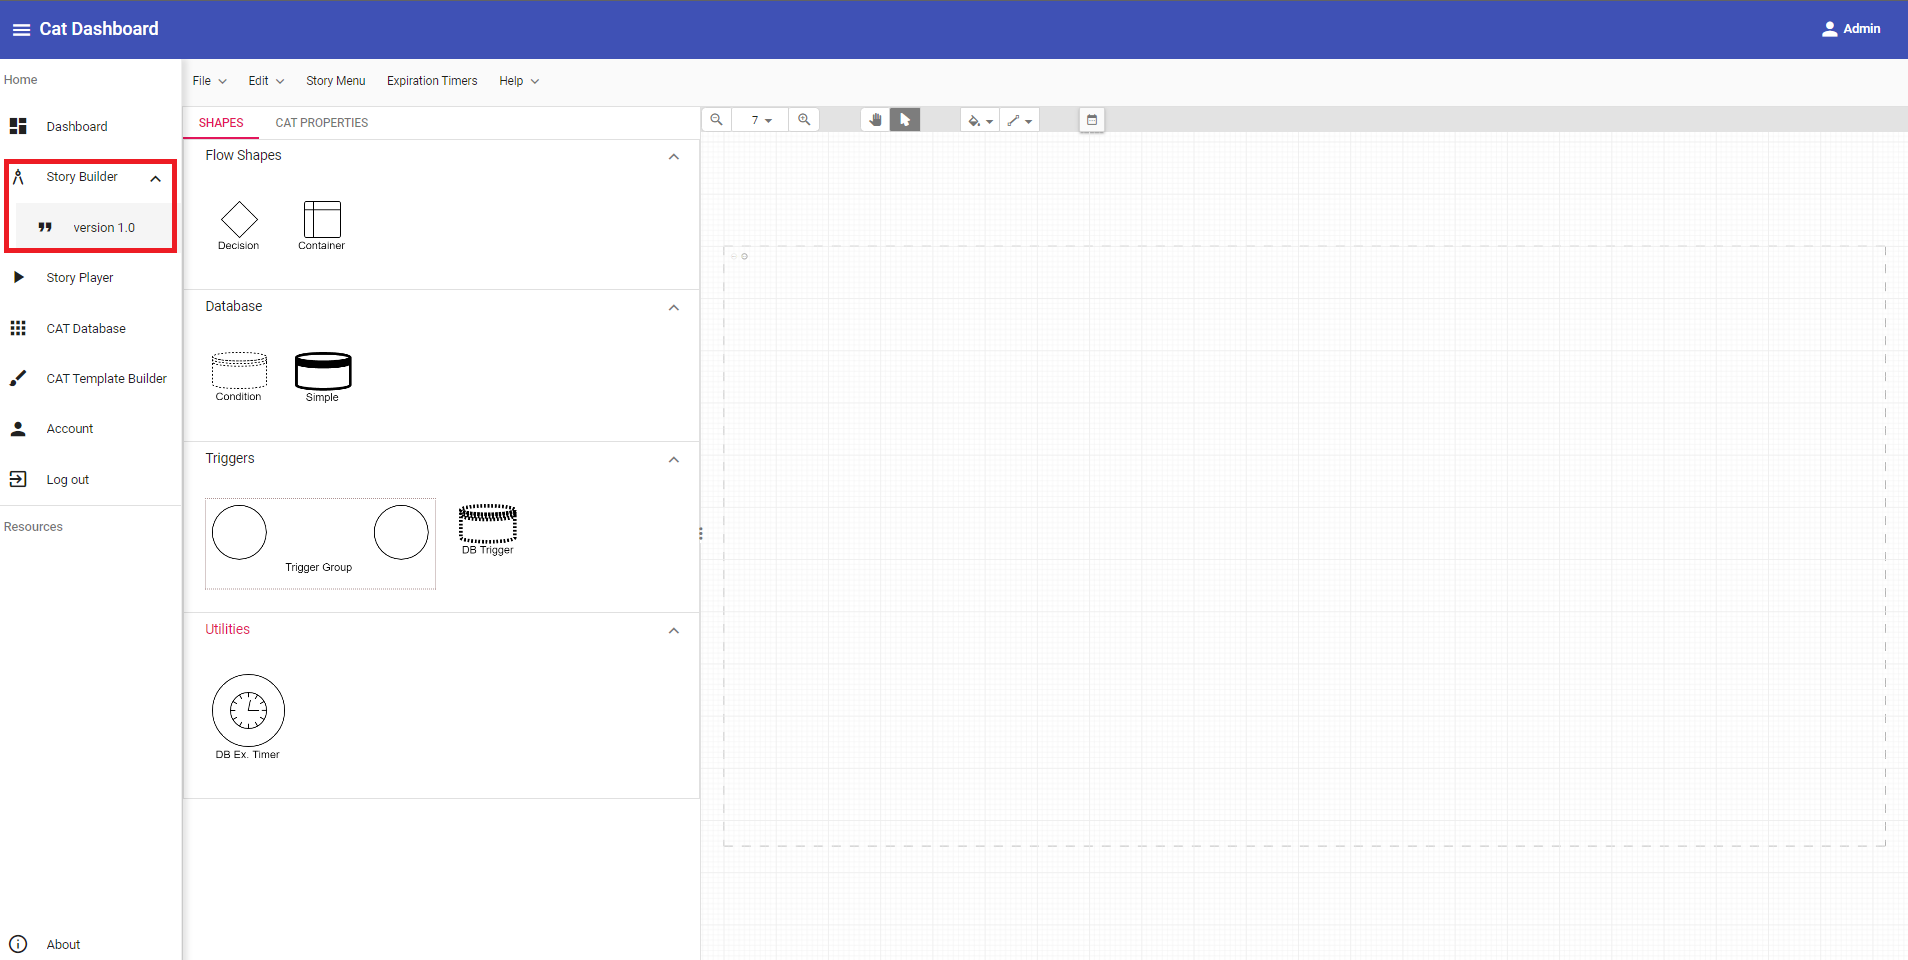 Cat Dashboard
Admin
Home
Dashboard
Story Builder
version 1.0
Story Player
CAT Database
CAT Template Builder
Account
Log out
Resources
About
File Edit Story Menu Expiration Timers Help
SHAPES CAT PROPERTIES
7
Flow Shapes
Decision Container
Database
Condition Simple
Triggers
Trigger Group
DB Trigger
Utilities
DB Ex. Timer